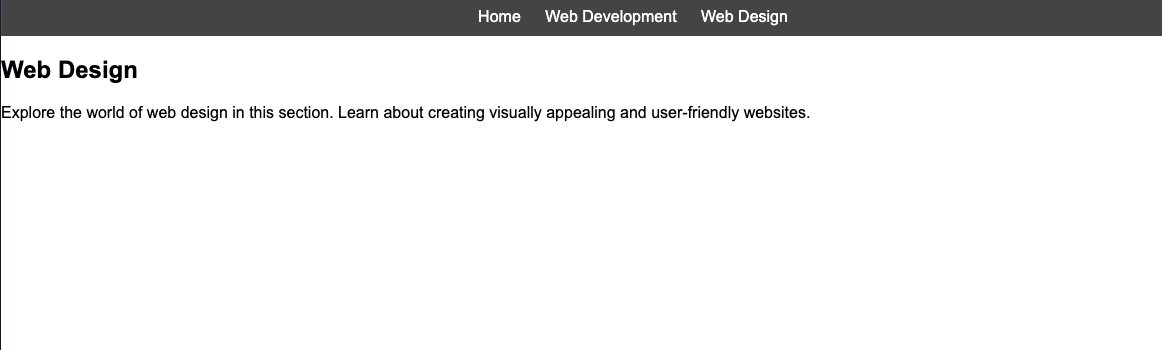 Home Web Development Web Design
Web Design
Explore the world of web design in this section. Learn about creating visually appealing and user-friendly websites.